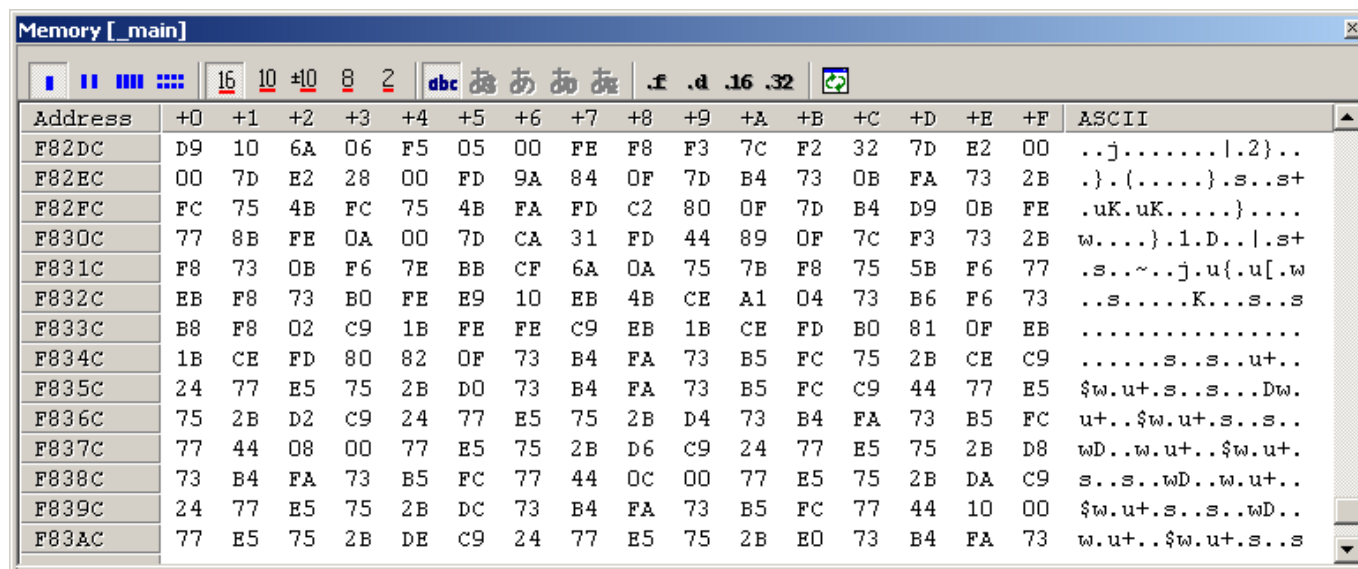 Memory [_main]
16 10 ±10 8 2 abc あ .f .d .16 .32
Address +0 +1 +2 +3 +4 +5 +6 +7 +8 +9 +A +B +C +D +E +F ASCII
F82DC D9 10 6A 06 F5 05 00 FE F8 F3 7C F2 32 7D E2 00 ..j.......|.2}..
F82EC 00 7D E2 28 00 FD 9A 84 0F 7D B4 73 0B FA 73 2B .}.(.....}.s..s+
F82FC FC 75 4B FC 75 4B FA FD C2 80 0F 7D B4 D9 0B FE .uK.uK.....}....
F830C 77 8B FE 0A 00 7D CA 31 FD 44 89 0F 7C F3 73 2B w....}.1.D..|.s+
F831C F8 73 0B F6 7E BB CF 6A 0A 75 7B F8 75 5B F6 77 .s..~..j.u{.u[.w
F832C EB F8 73 B0 FE E9 10 EB 4B CE A1 04 73 B6 F6 73 ..s.....K...s..s
F833C B8 F8 02 C9 1B FE FE C9 EB 1B CE FD B0 81 0F EB ................
F834C 1B CE FD 80 82 0F 73 B4 FA 73 B5 FC 75 2B CE C9 ......s..s..u+..
F835C 24 77 E5 75 2B D0 73 B4 FA 73 B5 FC C9 44 77 E5 $w.u+.s..s...Dw.
F836C 75 2B D2 C9 24 77 E5 75 2B D4 73 B4 FA 73 B5 FC u+..$w.u+.s..s..
F837C 77 44 08 00 77 E5 75 2B D6 C9 24 77 E5 75 2B D8 wD..w.u+..$w.u+.
F838C 73 B4 FA 73 B5 FC 77 44 0C 00 77 E5 75 2B DA C9 s..s..wD..w.u+..
F839C 24 77 E5 75 2B DC 73 B4 FA 73 B5 FC 77 44 10 00 $w.u+.s..s..wD..
F83AC 77 E5 75 2B DE C9 24 77 E5 75 2B E0 73 B4 FA 73 w.u+..$w.u+.s..s